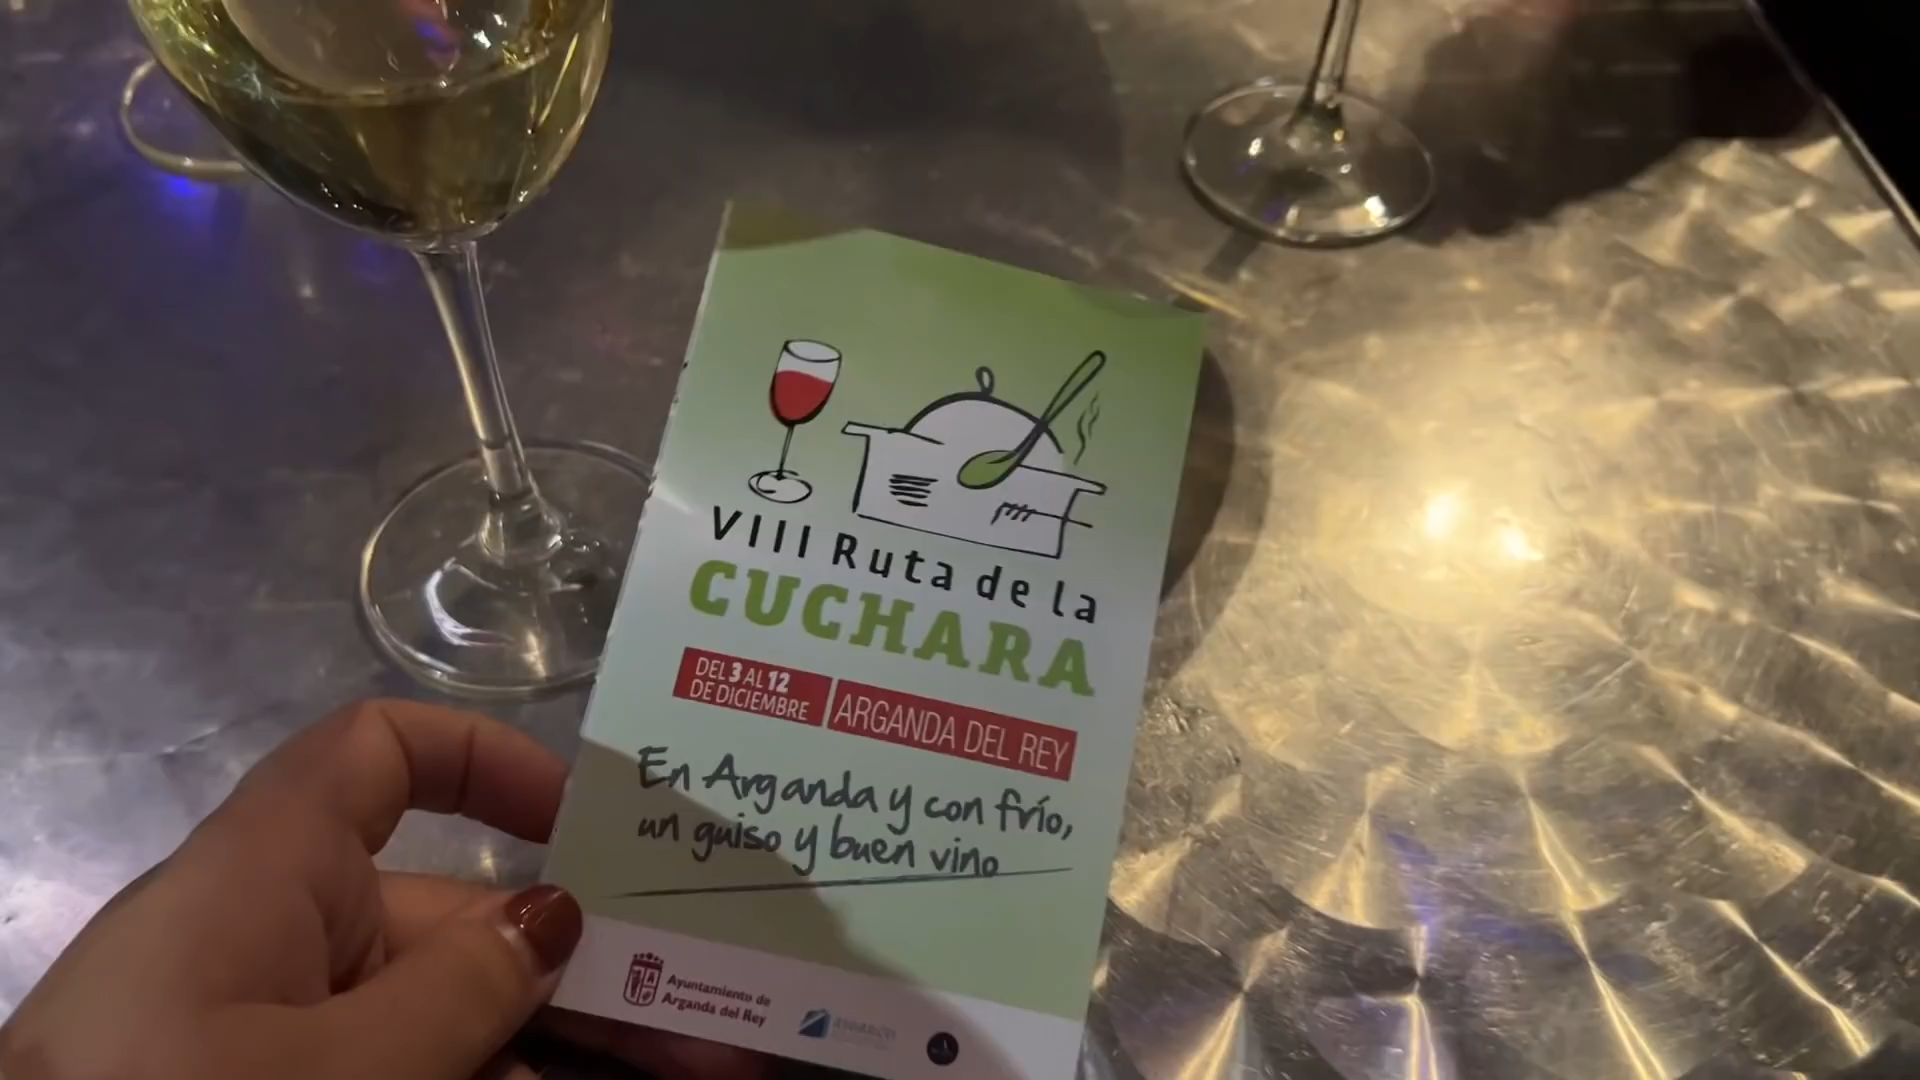 VIII Ruta de la
CUCHARA
DEL 3 AL 12
DE DICIEMBRE
ARGANDA DEL REY
En Arganda y con frío,
un guiso y buen vino
Ayuntamiento de
Arganda del Rey